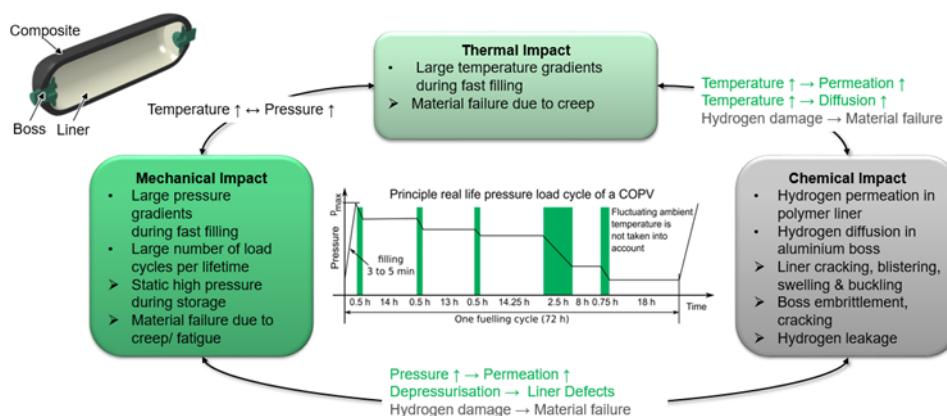 Composite
Boss Liner
Thermal Impact
• Large temperature gradients
during fast filling
➢ Material failure due to creep
Temperature ↑ ↔ Pressure ↑
Temperature ↑ → Permeation ↑
Temperature ↑ → Diffusion ↑
Hydrogen damage → Material failure
Mechanical Impact
• Large pressure
gradients
during fast filling
• Large number of load
cycles per lifetime
➢ Static high pressure
during storage
➢ Material failure due to
creep/ fatigue
Principle real life pressure load cycle of a COPV
Pressure
pmax
filling
3 to 5 min
Fluctuating ambient
temperature is
not taken into
account
0.5 h 14 h 0.5 h 13 h 0.5 h 14.25 h 2.5 h 8 h 0.75 h 18 h
Time
One fuelling cycle (72 h)
Chemical Impact
• Hydrogen permeation in
polymer liner
• Hydrogen diffusion in
aluminium boss
➢ Liner cracking, blistering,
swelling & buckling
➢ Boss embrittlement,
cracking
➢ Hydrogen leakage
Pressure ↑ → Permeation ↑
Depressurisation → Liner Defects
Hydrogen damage → Material failure